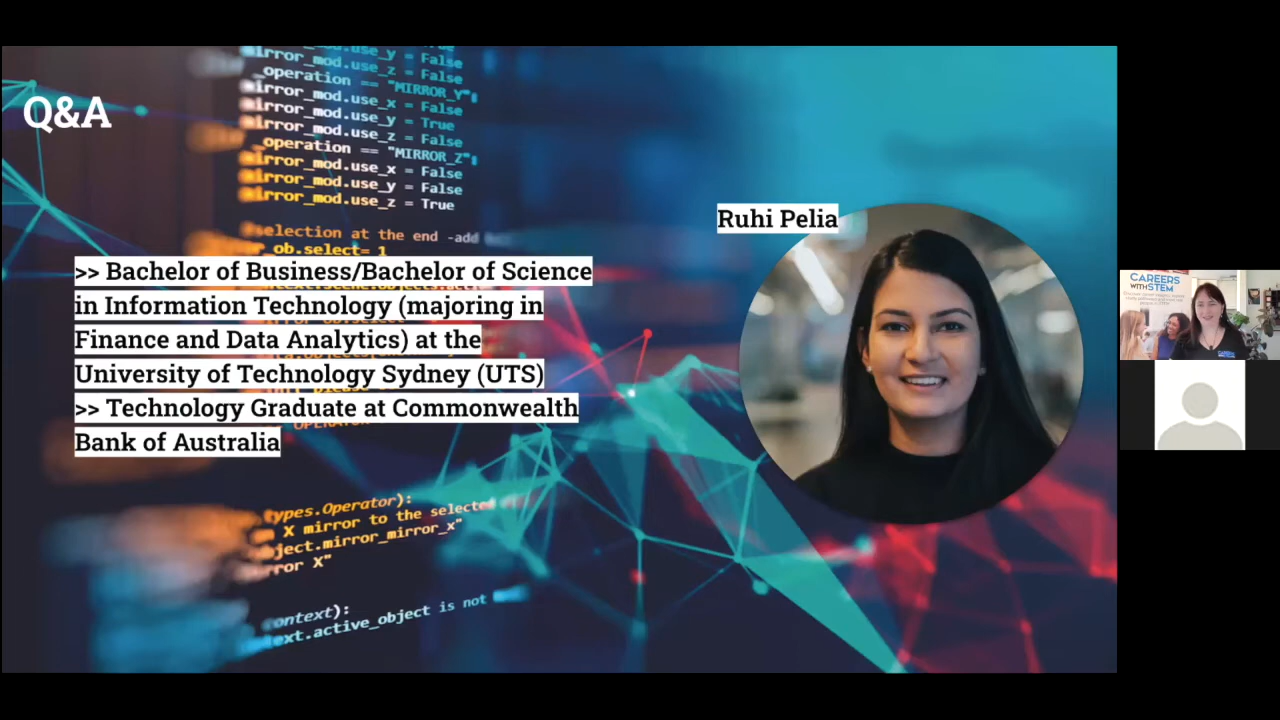 Q&A
mirror_mod.use_y = False
mirror_mod.use_z = False
_operation == "MIRROR_Y":
mirror_mod.use_x = False
mirror_mod.use_y = True
mirror_mod.use_z = False
_operation == "MIRROR_Z":
mirror_mod.use_x = False
mirror_mod.use_y = False
mirror_mod.use_z = True
selection at the end -add
ob.select= 1
Ruhi Pelia
>> Bachelor of Business/Bachelor of Science
in Information Technology (majoring in
Finance and Data Analytics) at the
University of Technology Sydney (UTS)
>> Technology Graduate at Commonwealth
Bank of Australia
types.Operator):
X mirror to the selected
ject.mirror_mirror_x"
ror X"
context):
text.active_object is not
CAREERS
WITH STEM